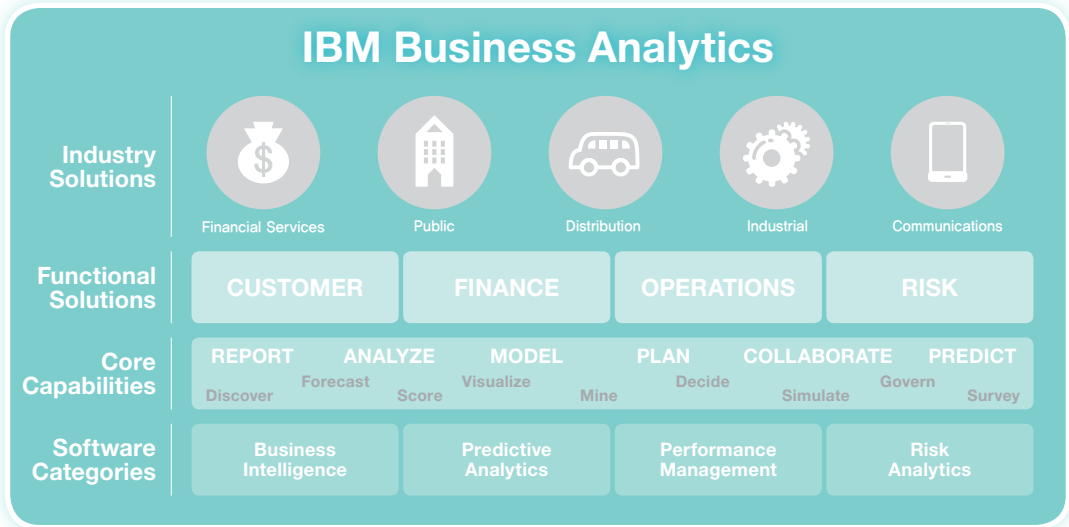 IBM Business Analytics
Industry
Solutions
$
Financial Services
Public
Distribution
Industrial
Communications
Functional
Solutions
CUSTOMER
FINANCE
OPERATIONS
RISK
Core
Capabilities
REPORT
ANALYZE
MODEL
PLAN
COLLABORATE
PREDICT
Discover
Forecast
Score
Visualize
Mine
Decide
Simulate
Govern
Survey
Software
Categories
Business
Intelligence
Predictive
Analytics
Performance
Management
Risk
Analytics